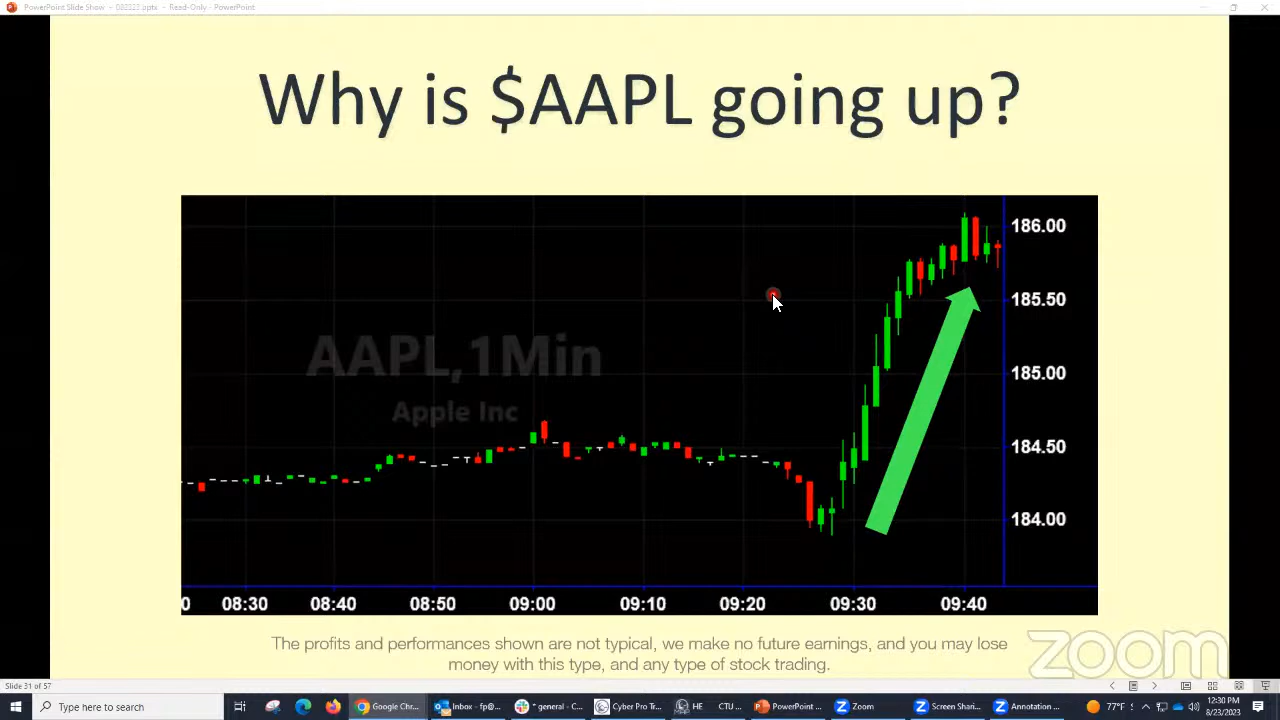 PowerPoint Slide Show - 082323.pptx - Read-Only - PowerPoint
Why is $AAPL going up?
AAPL,1Min
Apple Inc
186.00
185.50
185.00
184.50
184.00
0 08:30 08:40 08:50 09:00 09:10 09:20 09:30 09:40
The profits and performances shown are not typical, we make no future earnings, and you may lose
money with this type, and any type of stock trading.
zoom
Slide 31 of 57
Type here to search
Google Chr...
Inbox - fp@...
* general - C...
Cyber Pro Tr...
HE CTU ...
PowerPoint ...
Zoom
Screen Shari...
Annotation ...
77°F
12:30 PM
8/23/2023